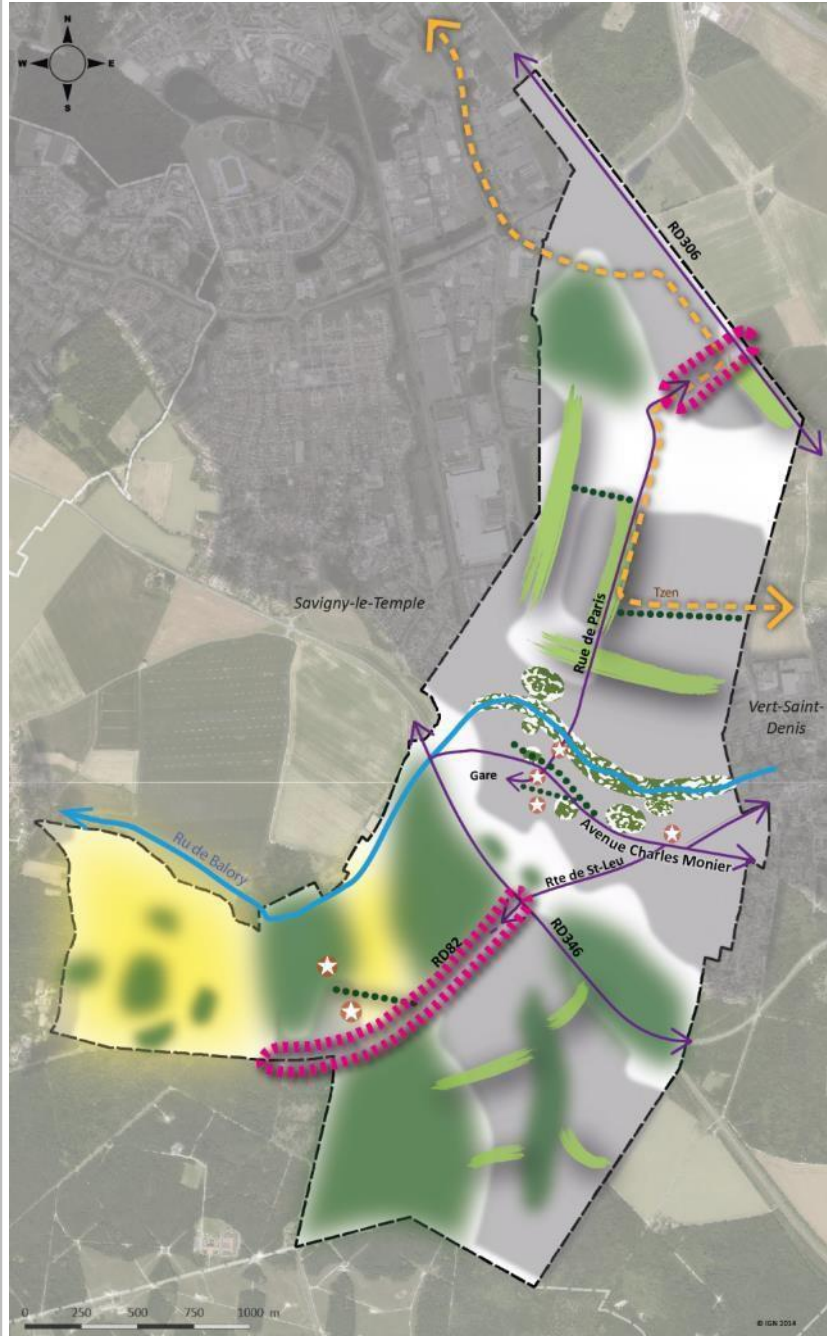 N
W
E
S
RD306
Savigny-le-Temple
Rue de Paris
Tzen
Vert-Saint-
Denis
Gare
Avenue Charles Monier
Rte de St-Leu
Ru de Balory
RD82
RD346
0 250 500 750 1000 m
© IGN 2014